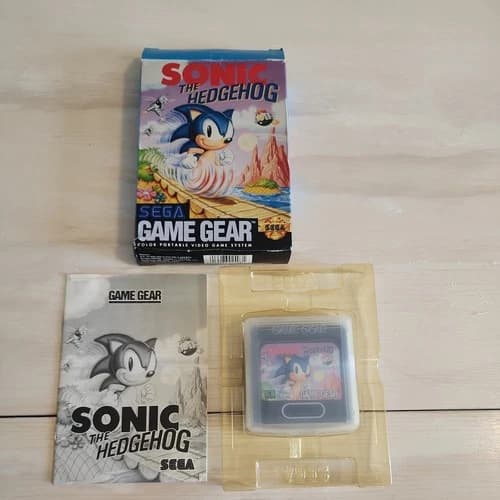 SONIC
THE
HEDGEHOG
SEGA
GAME GEAR
COLOR PORTABLE VIDEO GAME SYSTEM
SEGA
GAME GEAR
SONIC
THE
HEDGEHOG
SEGA
GAME GEAR